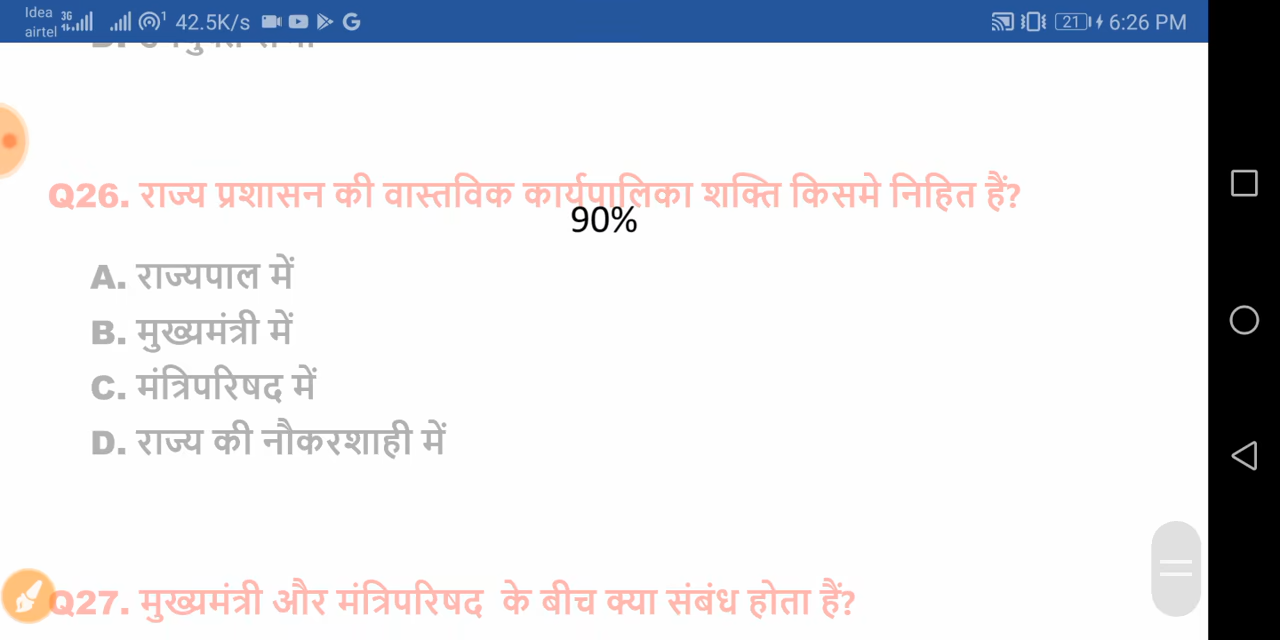 Idea 3G 42.5K/s 21 6:26 PM
airtel
Q26. राज्य प्रशासन की वास्तविक कार्यपालिका शक्ति किसमे निहित हैं?
90%
A. राज्यपाल में
B. मुख्यमंत्री में
C. मंत्रिपरिषद में
D. राज्य की नौकरशाही में
Q27. मुख्यमंत्री और मंत्रिपरिषद के बीच क्या संबंध होता हैं?